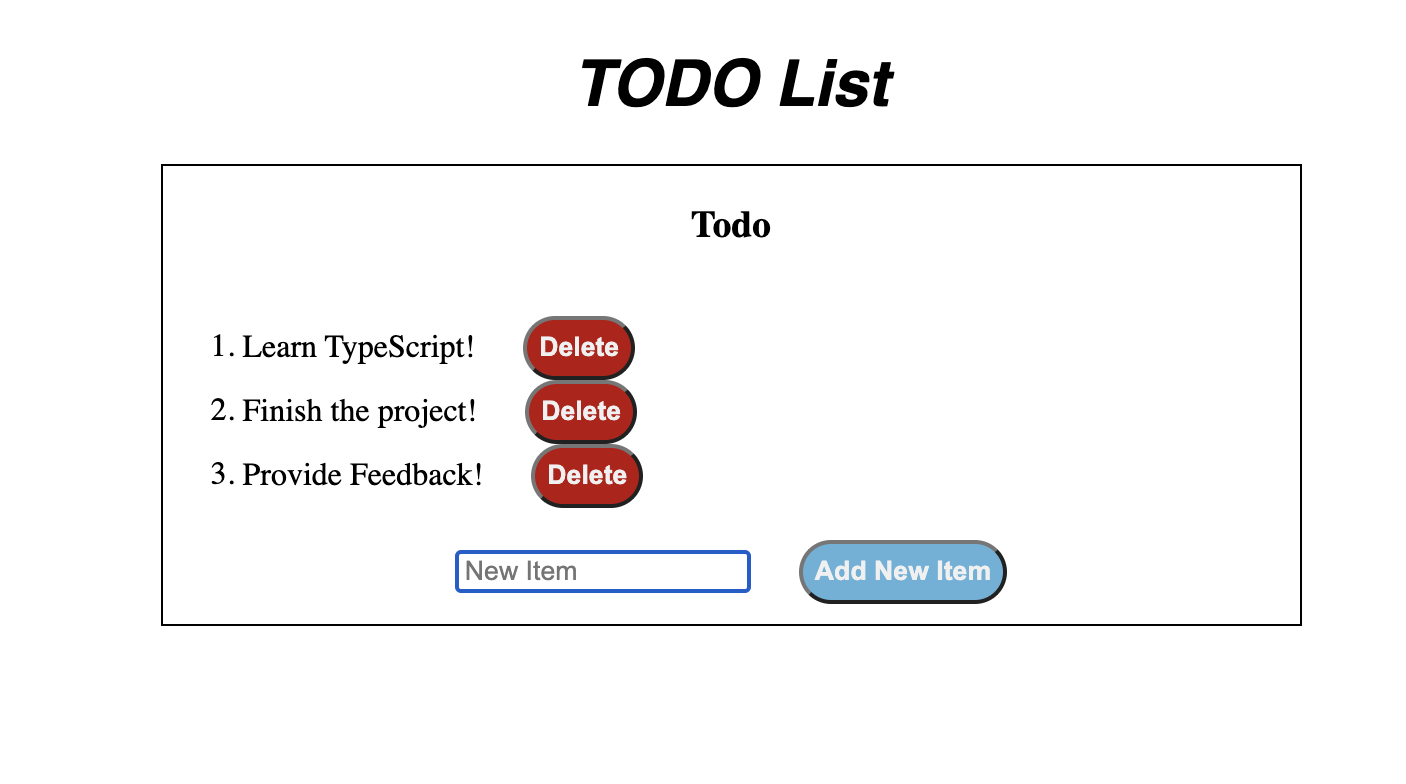 TODO List
Todo
1. Learn TypeScript! Delete
2. Finish the project! Delete
3. Provide Feedback! Delete
New Item Add New Item